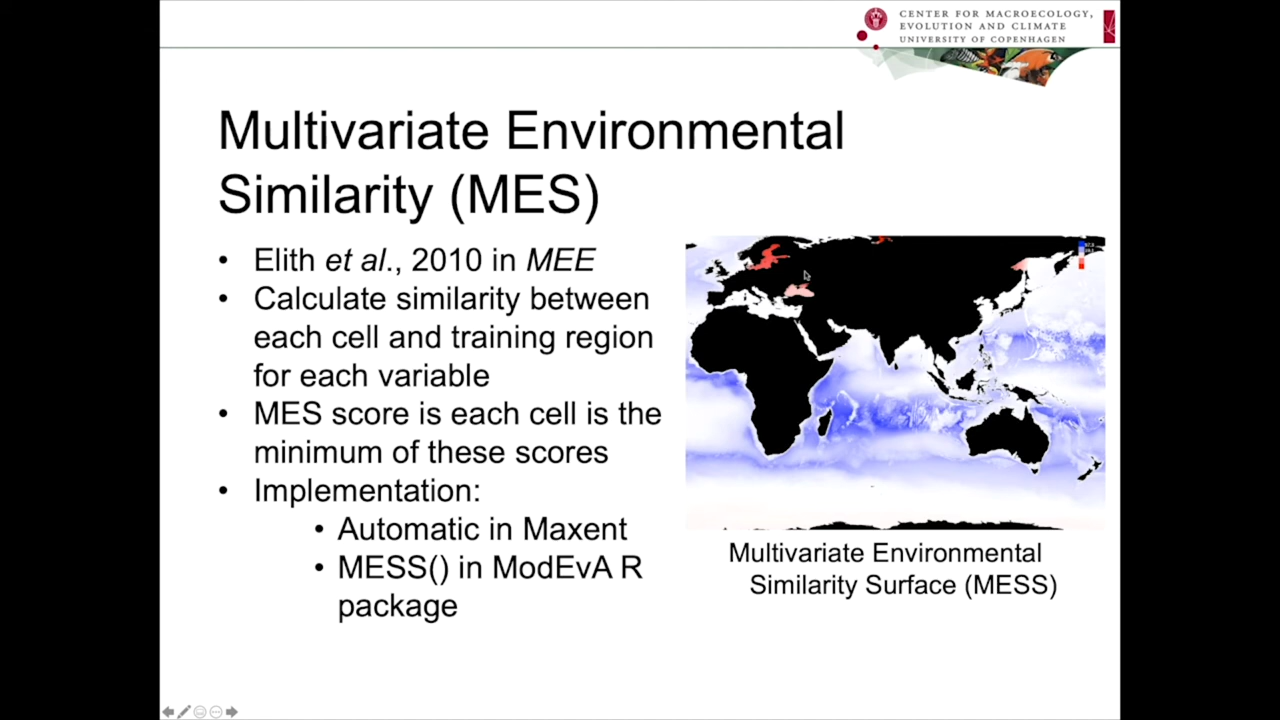 CENTER FOR MACROECOLOGY,
EVOLUTION AND CLIMATE
UNIVERSITY OF COPENHAGEN
Multivariate Environmental
Similarity (MES)
• Elith et al., 2010 in MEE
• Calculate similarity between
each cell and training region
for each variable
• MES score is each cell is the
minimum of these scores
• Implementation:
• Automatic in Maxent
• MESS() in ModEvA R
package
Multivariate Environmental
Similarity Surface (MESS)